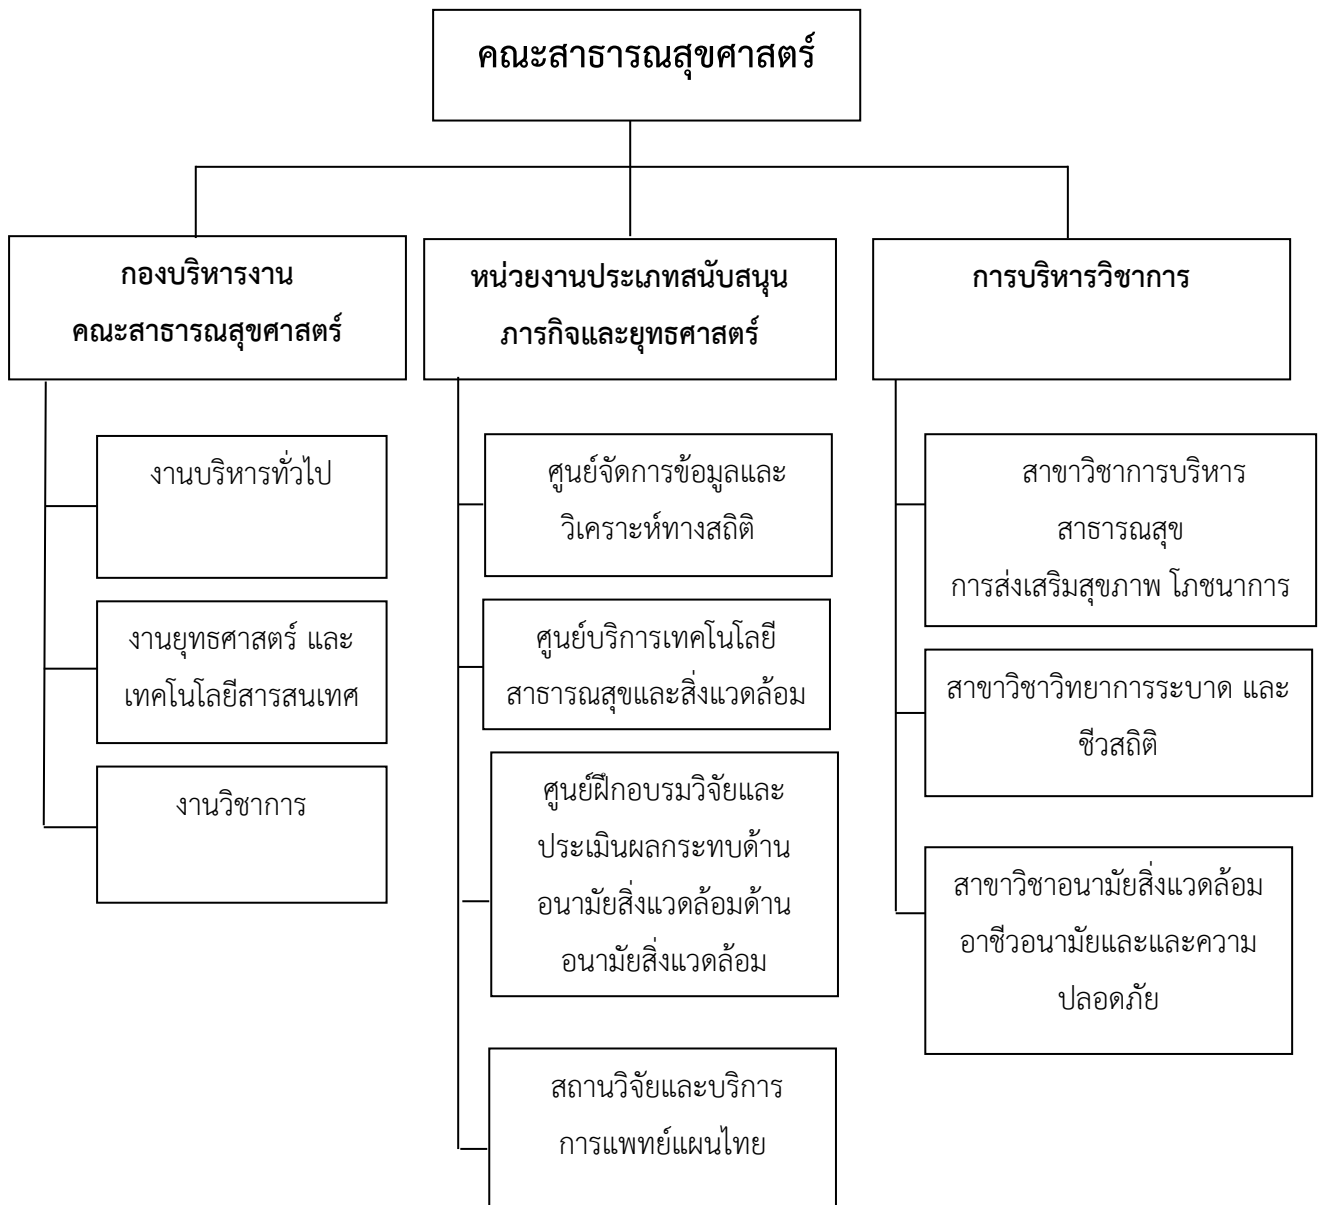 คณะสาธารณสุขศาสตร์
กองบริหารงาน
คณะสาธารณสุขศาสตร์
หน่วยงานประเภทสนับสนุน
ภารกิจและยุทธศาสตร์
การบริหารวิชาการ
งานบริหารทั่วไป
งานยุทธศาสตร์ และ
เทคโนโลยีสารสนเทศ
งานวิชาการ
ศูนย์จัดการข้อมูลและ
วิเคราะห์ทางสถิติ
ศูนย์บริการเทคโนโลยี
สาธารณสุขและสิ่งแวดล้อม
ศูนย์ฝึกอบรมวิจัยและ
ประเมินผลกระทบด้าน
อนามัยสิ่งแวดล้อมด้าน
อนามัยสิ่งแวดล้อม
สถานวิจัยและบริการ
การแพทย์แผนไทย
สาขาวิชาการบริหาร
สาธารณสุข
การส่งเสริมสุขภาพ โภชนาการ
สาขาวิชาวิทยาการระบาด และ
ชีวสถิติ
สาขาวิชาอนามัยสิ่งแวดล้อม
อาชีวอนามัยและและความ
ปลอดภัย